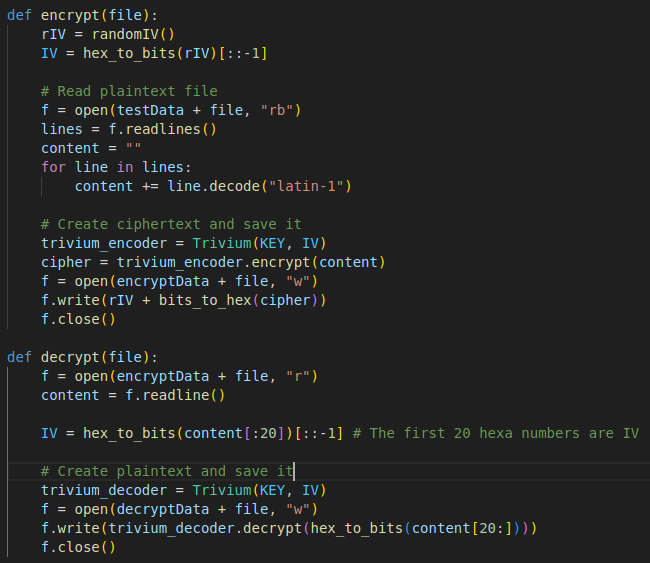 def encrypt(file):
    rIV = randomIV()
    IV = hex_to_bits(rIV)[::-1]

    # Read plaintext file
    f = open(testData + file, "rb")
    lines = f.readlines()
    content = ""
    for line in lines:
        content += line.decode("latin-1")

    # Create ciphertext and save it
    trivium_encoder = Trivium(KEY, IV)
    cipher = trivium_encoder.encrypt(content)
    f = open(encryptData + file, "w")
    f.write(rIV + bits_to_hex(cipher))
    f.close()

def decrypt(file):
    f = open(encryptData + file, "r")
    content = f.readline()

    IV = hex_to_bits(content[:20])[::-1] # The first 20 hexa numbers are IV

    # Create plaintext and save it
    trivium_decoder = Trivium(KEY, IV)
    f = open(decryptData + file, "w")
    f.write(trivium_decoder.decrypt(hex_to_bits(content[20:])))
    f.close()